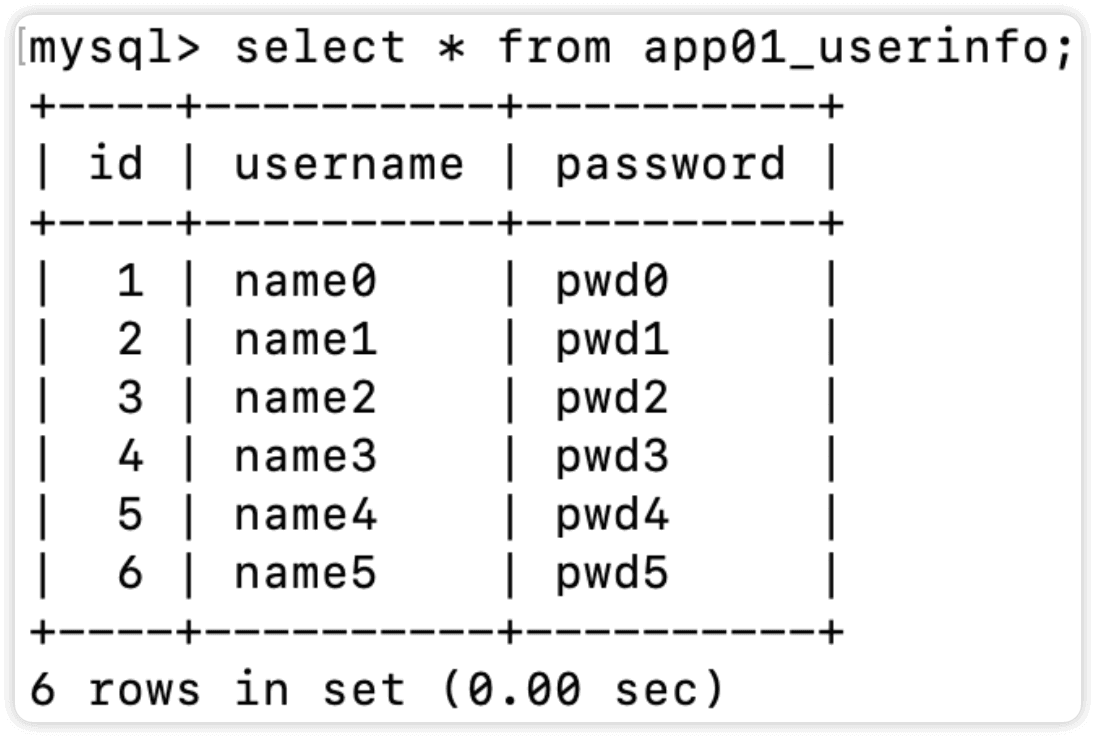 [mysql> select * from app01_userinfo;
+----+----------+----------+
| id | username | password |
+----+----------+----------+
|  1 | name0    | pwd0     |
|  2 | name1    | pwd1     |
|  3 | name2    | pwd2     |
|  4 | name3    | pwd3     |
|  5 | name4    | pwd4     |
|  6 | name5    | pwd5     |
+----+----------+----------+
6 rows in set (0.00 sec)